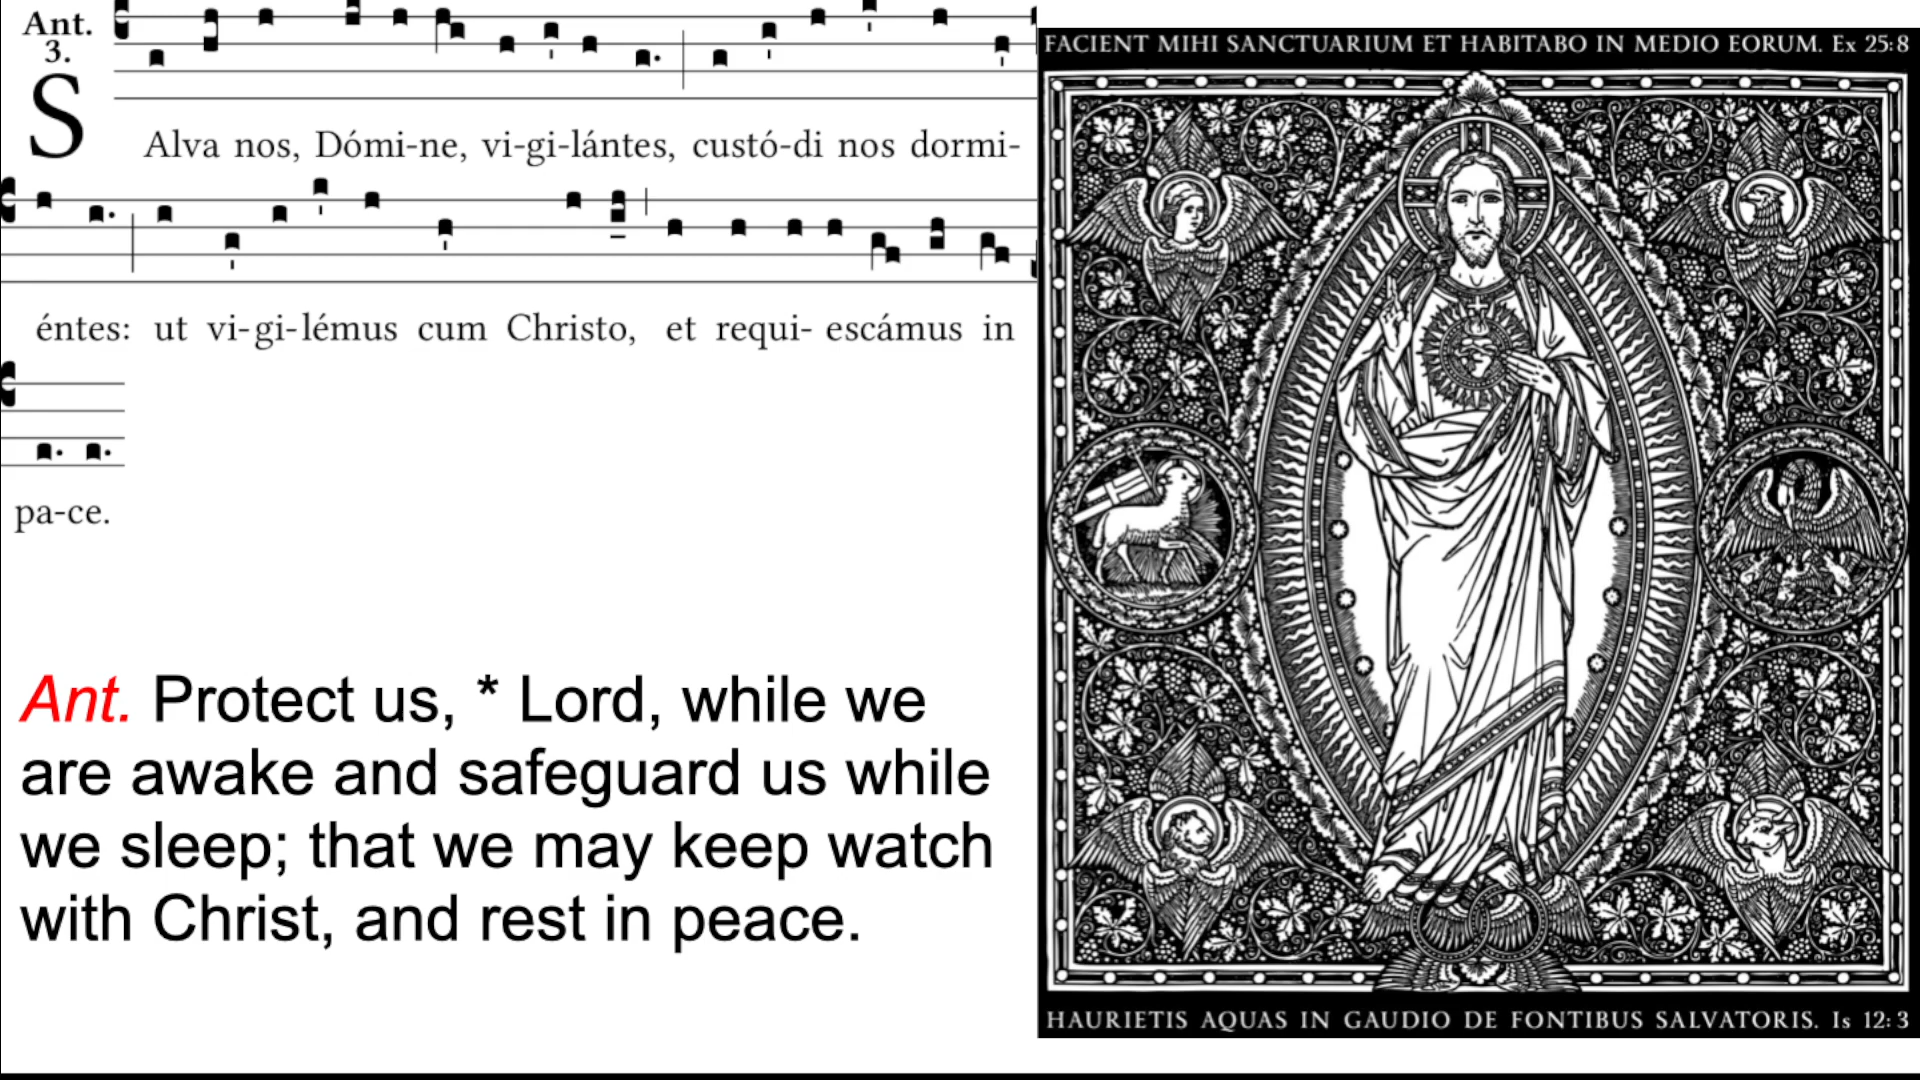 Ant.
3.
SAlva nos, Dómi-ne, vi-gi-lántes, custó-di nos dormi-
éntes: ut vi-gi-lémus cum Christo, et requi- escámus in
pa-ce.
Ant. Protect us, * Lord, while we
are awake and safeguard us while
we sleep; that we may keep watch
with Christ, and rest in peace.
FACIENT MIHI SANCTUARIUM ET HABITABO IN MEDIO EORUM. Ex 25:8
HAURIETIS AQUAS IN GAUDIO DE FONTIBUS SALVATORIS. Is 12:3